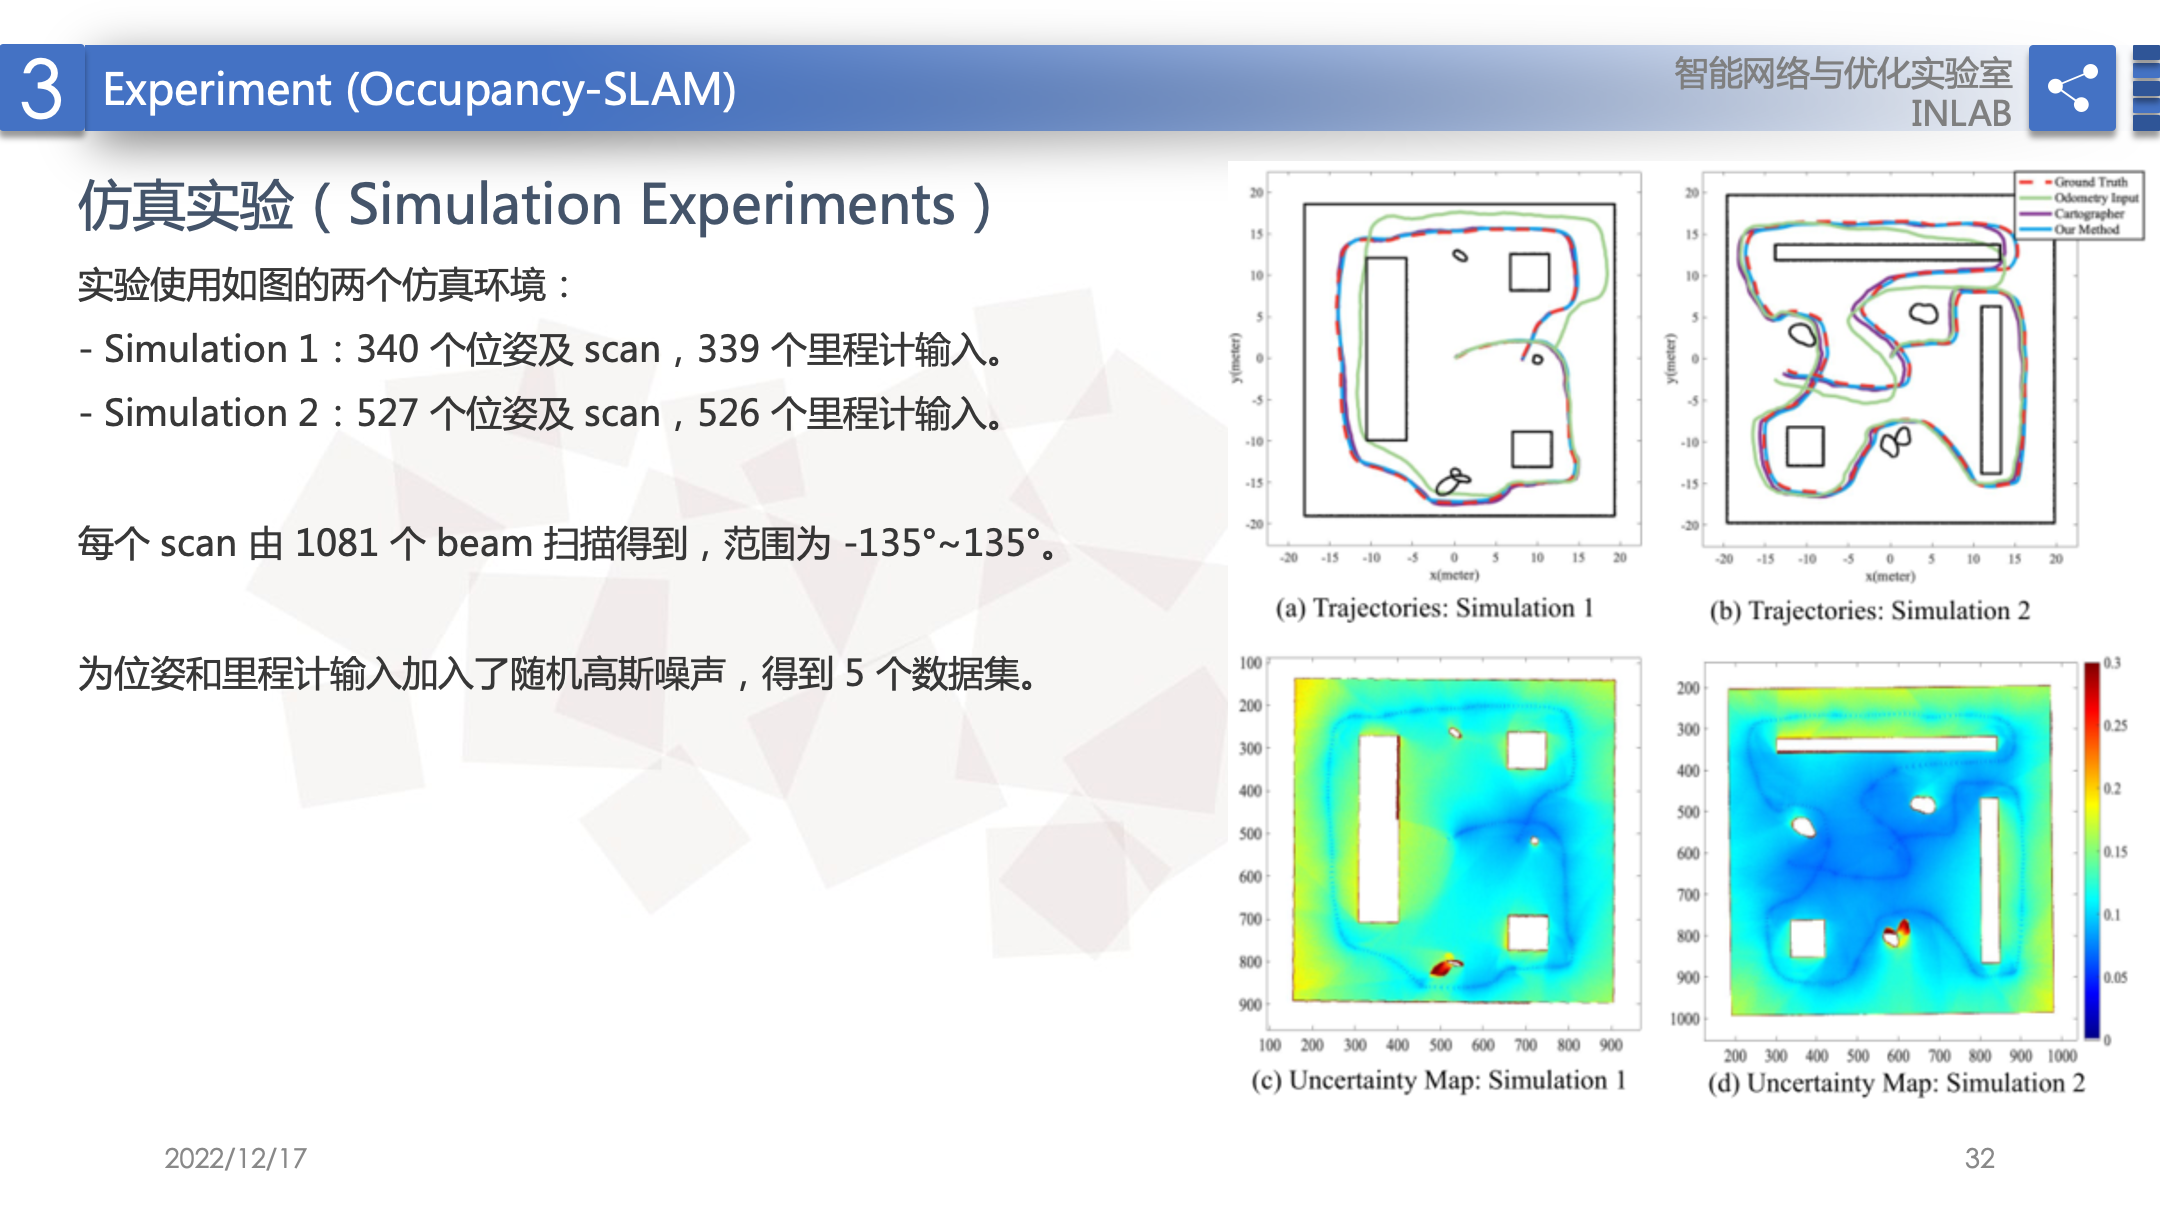 3
Experiment (Occupancy-SLAM)
智能网络与优化实验室
INLAB
仿真实验（Simulation Experiments）
实验使用如图的两个仿真环境：
- Simulation 1：340 个位姿及 scan，339 个里程计输入。
- Simulation 2：527 个位姿及 scan，526 个里程计输入。
每个 scan 由 1081 个 beam 扫描得到，范围为 -135°~135°。
为位姿和里程计输入加入了随机高斯噪声，得到 5 个数据集。
20
15
10
5
0
-5
-10
-15
-20
y(meter)
-20 -15 -10 -5 0 5 10 15 20
x(meter)
(a) Trajectories: Simulation 1
Ground Truth
Odometry Input
Cartographer
Our Method
20
15
10
5
0
-5
-10
-15
-20
y(meter)
-20 -15 -10 -5 0 5 10 15 20
x(meter)
(b) Trajectories: Simulation 2
100
200
300
400
500
600
700
800
900
100 200 300 400 500 600 700 800 900
(c) Uncertainty Map: Simulation 1
200
300
400
500
600
700
800
900
1000
200 300 400 500 600 700 800 900 1000
0.3
0.25
0.2
0.15
0.1
0.05
0
(d) Uncertainty Map: Simulation 2
2022/12/17
32